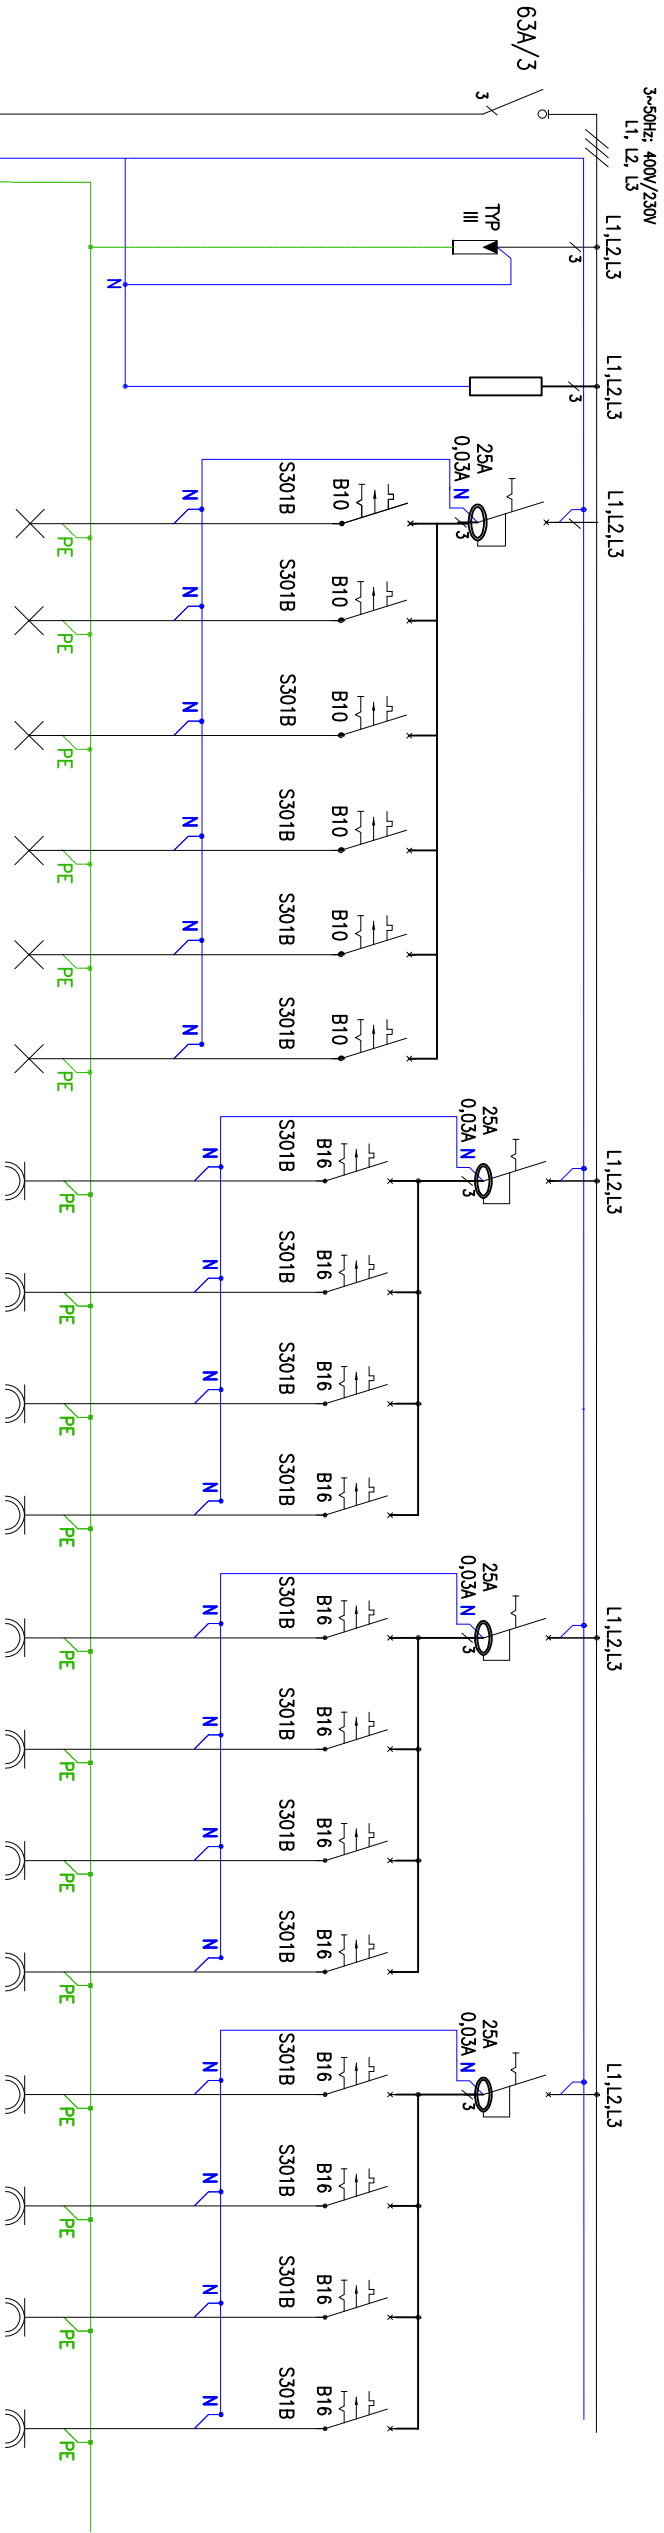 63A/3
3
3~50Hz; 400V/230V
L1, L2, L3
L1,L2,L3
3
TYP
III
N
L1,L2,L3
3
L1,L2,L3
25A
0,03A N
3
B10
S301B
N
PE
B10
S301B
N
PE
B10
S301B
N
PE
B10
S301B
N
PE
B10
S301B
N
PE
B10
S301B
N
PE
L1,L2,L3
25A
0,03A N
3
B16
S301B
N
PE
B16
S301B
N
PE
B16
S301B
N
PE
B16
S301B
N
PE
L1,L2,L3
25A
0,03A N
3
B16
S301B
N
PE
B16
S301B
N
PE
B16
S301B
N
PE
B16
S301B
N
PE
L1,L2,L3
25A
0,03A N
3
B16
S301B
N
PE
B16
S301B
N
PE
B16
S301B
N
PE
B16
S301B
N
PE